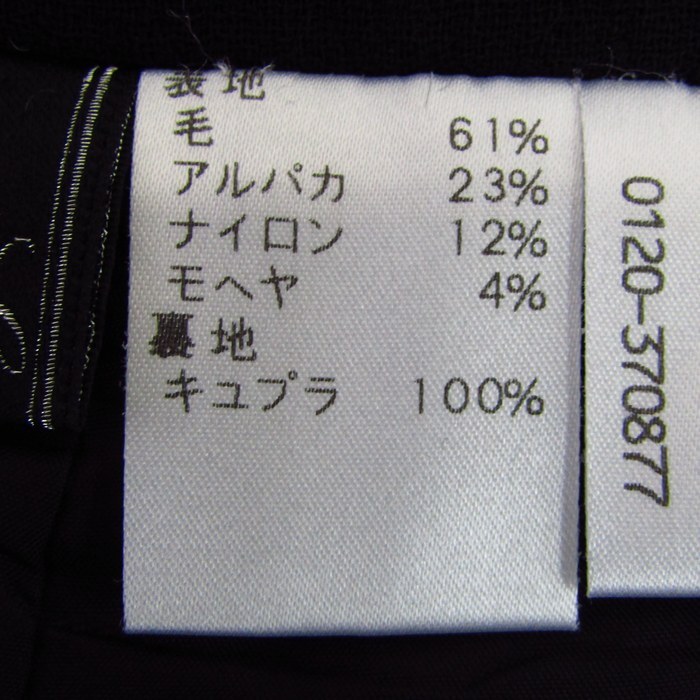 表地
毛 61%
アルパカ 23%
ナイロン 12%
モヘヤ 4%
裏地
キュプラ 100%
0120-370877